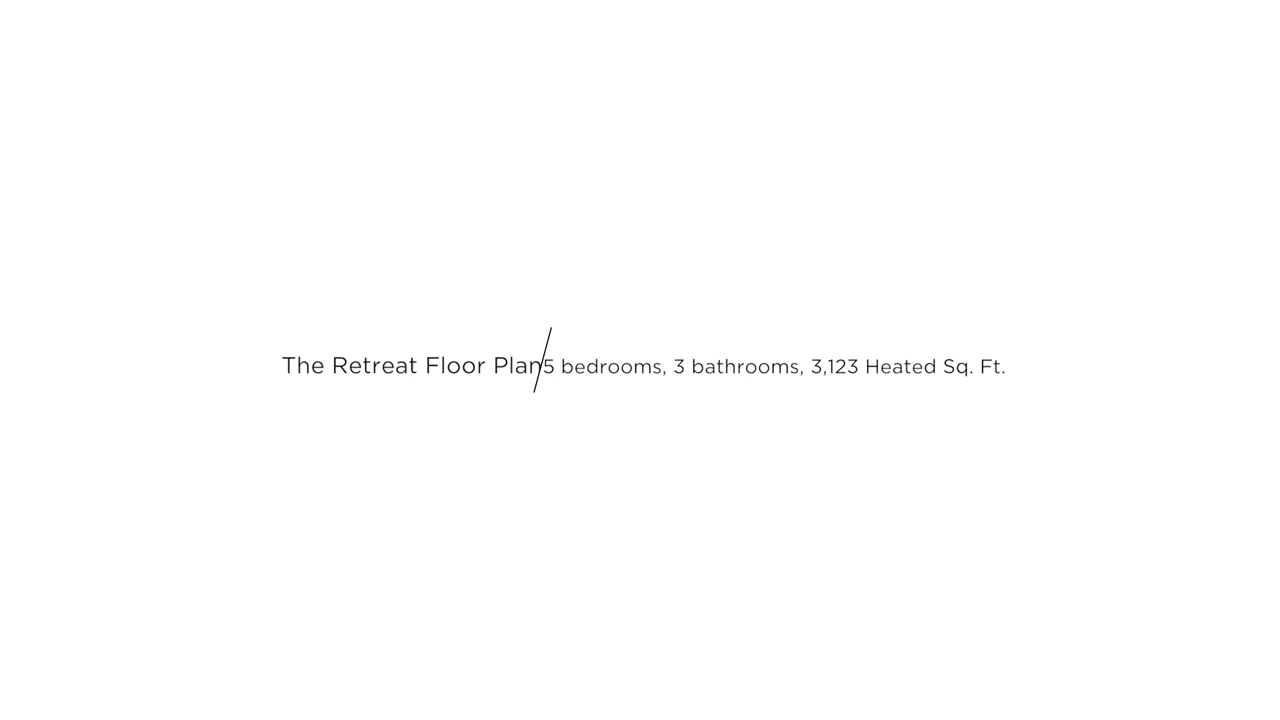 The Retreat Floor Plan/5 bedrooms, 3 bathrooms, 3,123 Heated Sq. Ft.